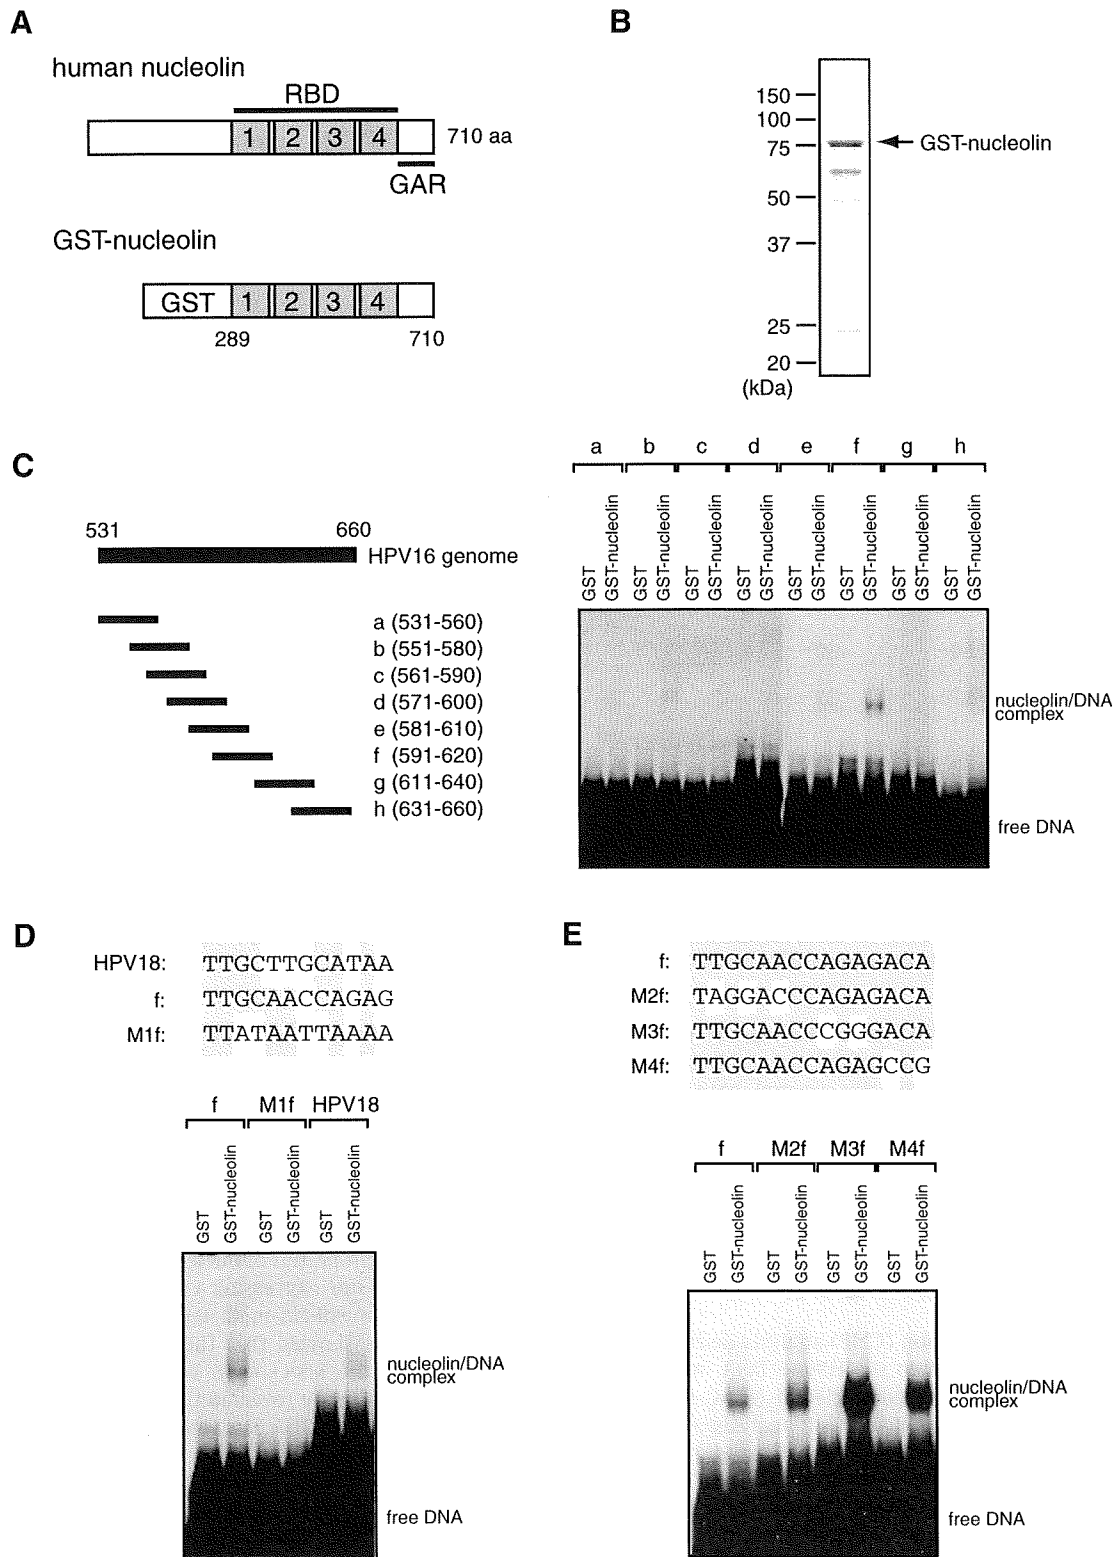 A
human nucleolin
RBD
1 2 3 4
710 aa
GAR
GST-nucleolin
GST 1 2 3 4
289 710
B
150
100
75
50
37
25
20
(kDa)
GST-nucleolin
C
531 660
HPV16 genome
a (531-560)
b (551-580)
c (561-590)
d (571-600)
e (581-610)
f (591-620)
g (611-640)
h (631-660)
a b c d e f g h
GST GST-nucleolin GST GST-nucleolin GST GST-nucleolin GST GST-nucleolin GST GST-nucleolin GST GST-nucleolin GST GST-nucleolin GST GST-nucleolin
nucleolin/DNA
complex
free DNA
D
HPV18: TTGCTTGCATAA
f: TTGCAACCAGAG
M1f: TTATAATTAAAA
f M1f HPV18
GST GST-nucleolin GST GST-nucleolin GST GST-nucleolin
nucleolin/DNA
complex
free DNA
E
f: TTGCAACCAGAGACA
M2f: TAGGACCCAGAGACA
M3f: TTGCAACCCGGGACA
M4f: TTGCAACCAGAGCCG
f M2f M3f M4f
GST GST-nucleolin GST GST-nucleolin GST GST-nucleolin GST GST-nucleolin
nucleolin/DNA
complex
free DNA